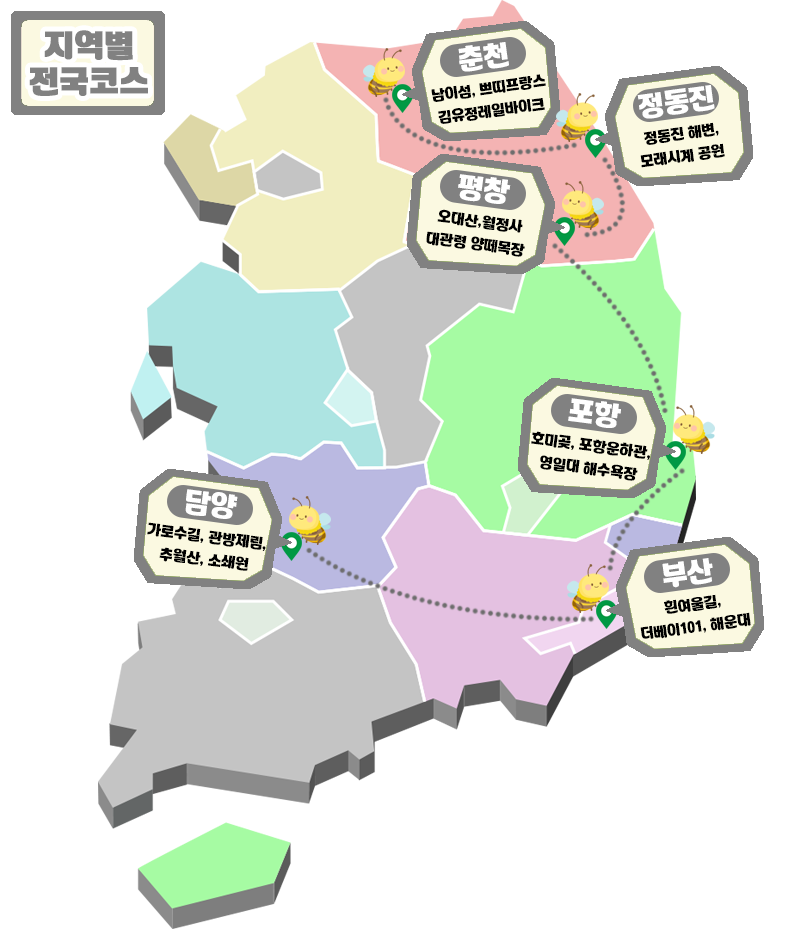 지역별
전국코스
춘천
남이섬, 쁘띠프랑스
김유정레일바이크
정동진
정동진 해변,
모래시계 공원
평창
오대산,월정사
대관령 양떼목장
포항
호미곶, 포항운하관,
영일대 해수욕장
담양
가로수길, 관방제림,
추월산, 소쇄원
부산
흰여울길,
더베이101, 해운대